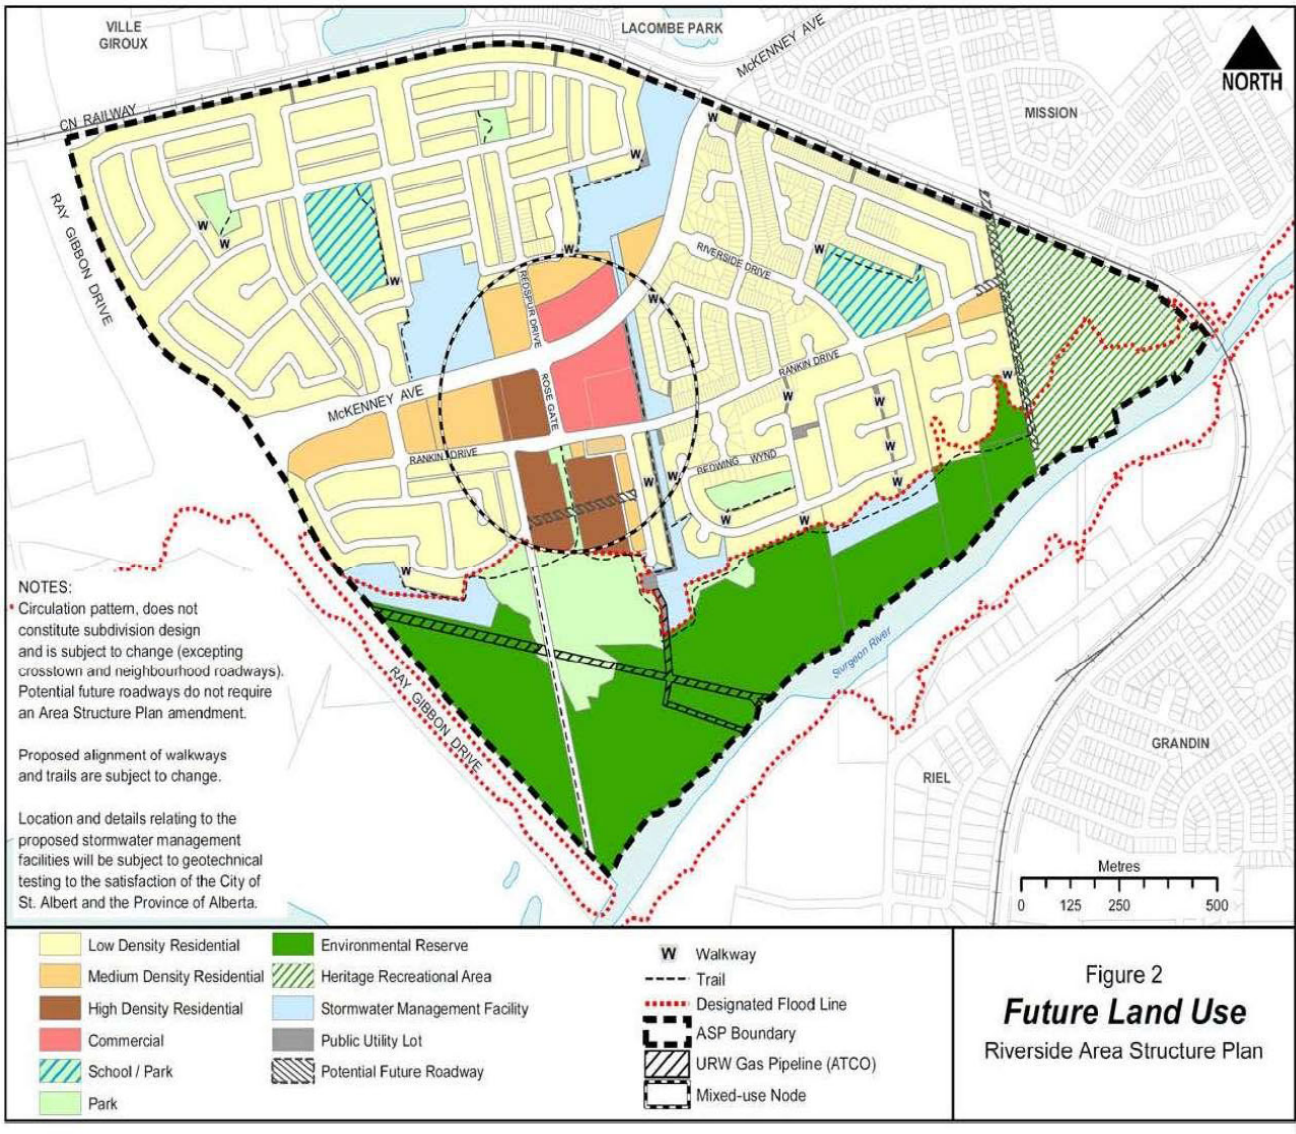 VILLE
GIROUX
LACOMBE PARK
McKENNEY AVE
NORTH
MISSION
CN RAILWAY
RAY GIBBON DRIVE
W
W
W
W
W
W
W
W
RIVERSIDE DRIVE
REDSPUR DRIVE
McKENNEY AVE
ROSE GATE
RANKIN DRIVE
W
W
W
W
RANKIN DRIVE
REDWING WYND
W
W
W
W
W
W
RAY GIBBON DRIVE
Sturgeon River
RIEL
GRANDIN
NOTES:
Circulation pattern, does not
constitute subdivision design
and is subject to change (excepting
crosstown and neighbourhood roadways).
Potential future roadways do not require
an Area Structure Plan amendment.
Proposed alignment of walkways
and trails are subject to change.
Location and details relating to the
proposed stormwater management
facilities will be subject to geotechnical
testing to the satisfaction of the City of
St. Albert and the Province of Alberta.
Metres
0 125 250 500
Low Density Residential
Medium Density Residential
High Density Residential
Commercial
School / Park
Park
Environmental Reserve
Heritage Recreational Area
Stormwater Management Facility
Public Utility Lot
Potential Future Roadway
W Walkway
Trail
Designated Flood Line
ASP Boundary
URW Gas Pipeline (ATCO)
Mixed-use Node
Figure 2
Future Land Use
Riverside Area Structure Plan